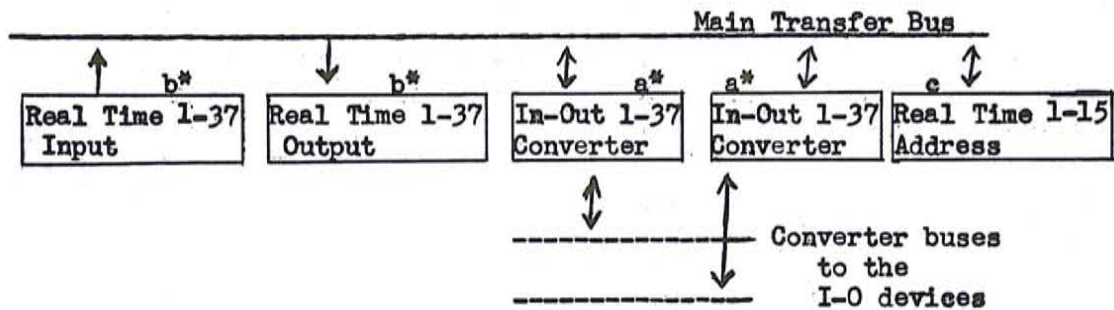 Main Transfer Bus
b*
b*
a*
a*
c
Real Time 1-37
Input
Real Time 1-37
Output
In-Out 1-37
Converter
In-Out 1-37
Converter
Real Time 1-15
Address
Converter buses
to the
I-O devices